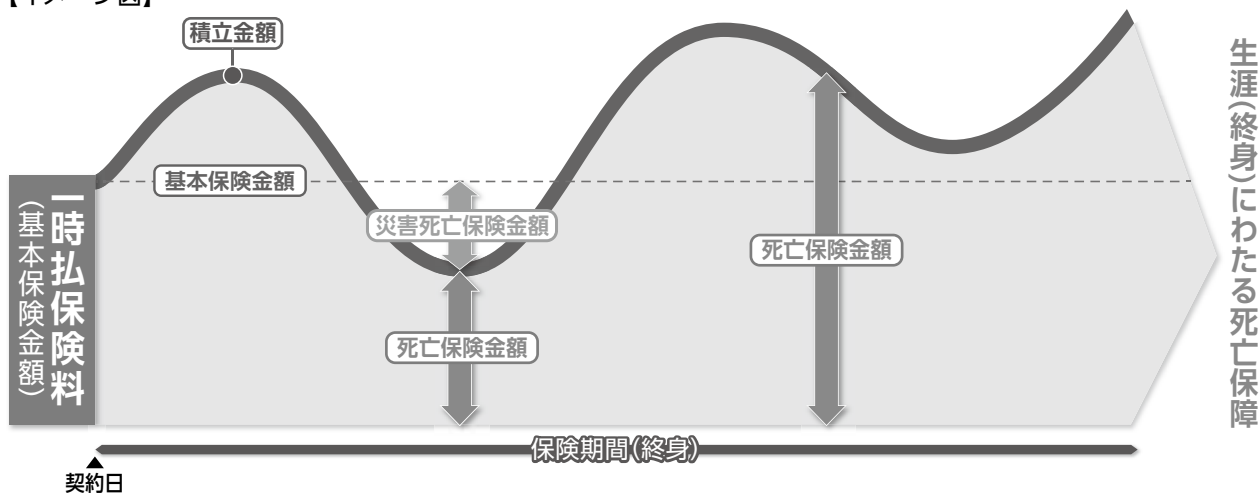 【イメージ図】
積立金額
基本保険金額
災害死亡保険金額
死亡保険金額
死亡保険金額
一時払保険料
（基本保険金額）
生涯（終身）にわたる死亡保障
保険期間（終身）
契約日